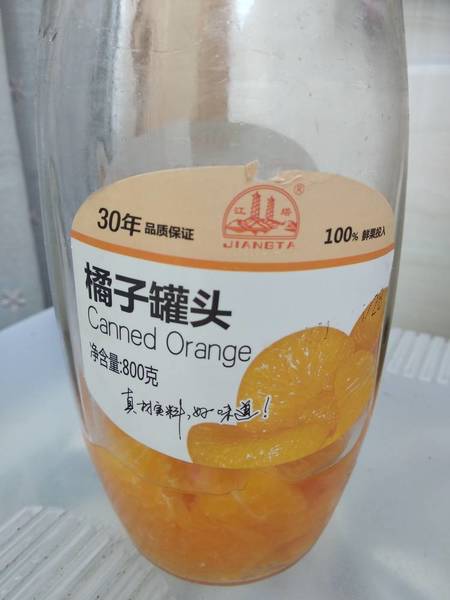 30年 品质保证
江塔
®
JIANGTA
100% 鲜果投入
橘子罐头
Canned Orange
净含量:800克
真材实料,好味道!